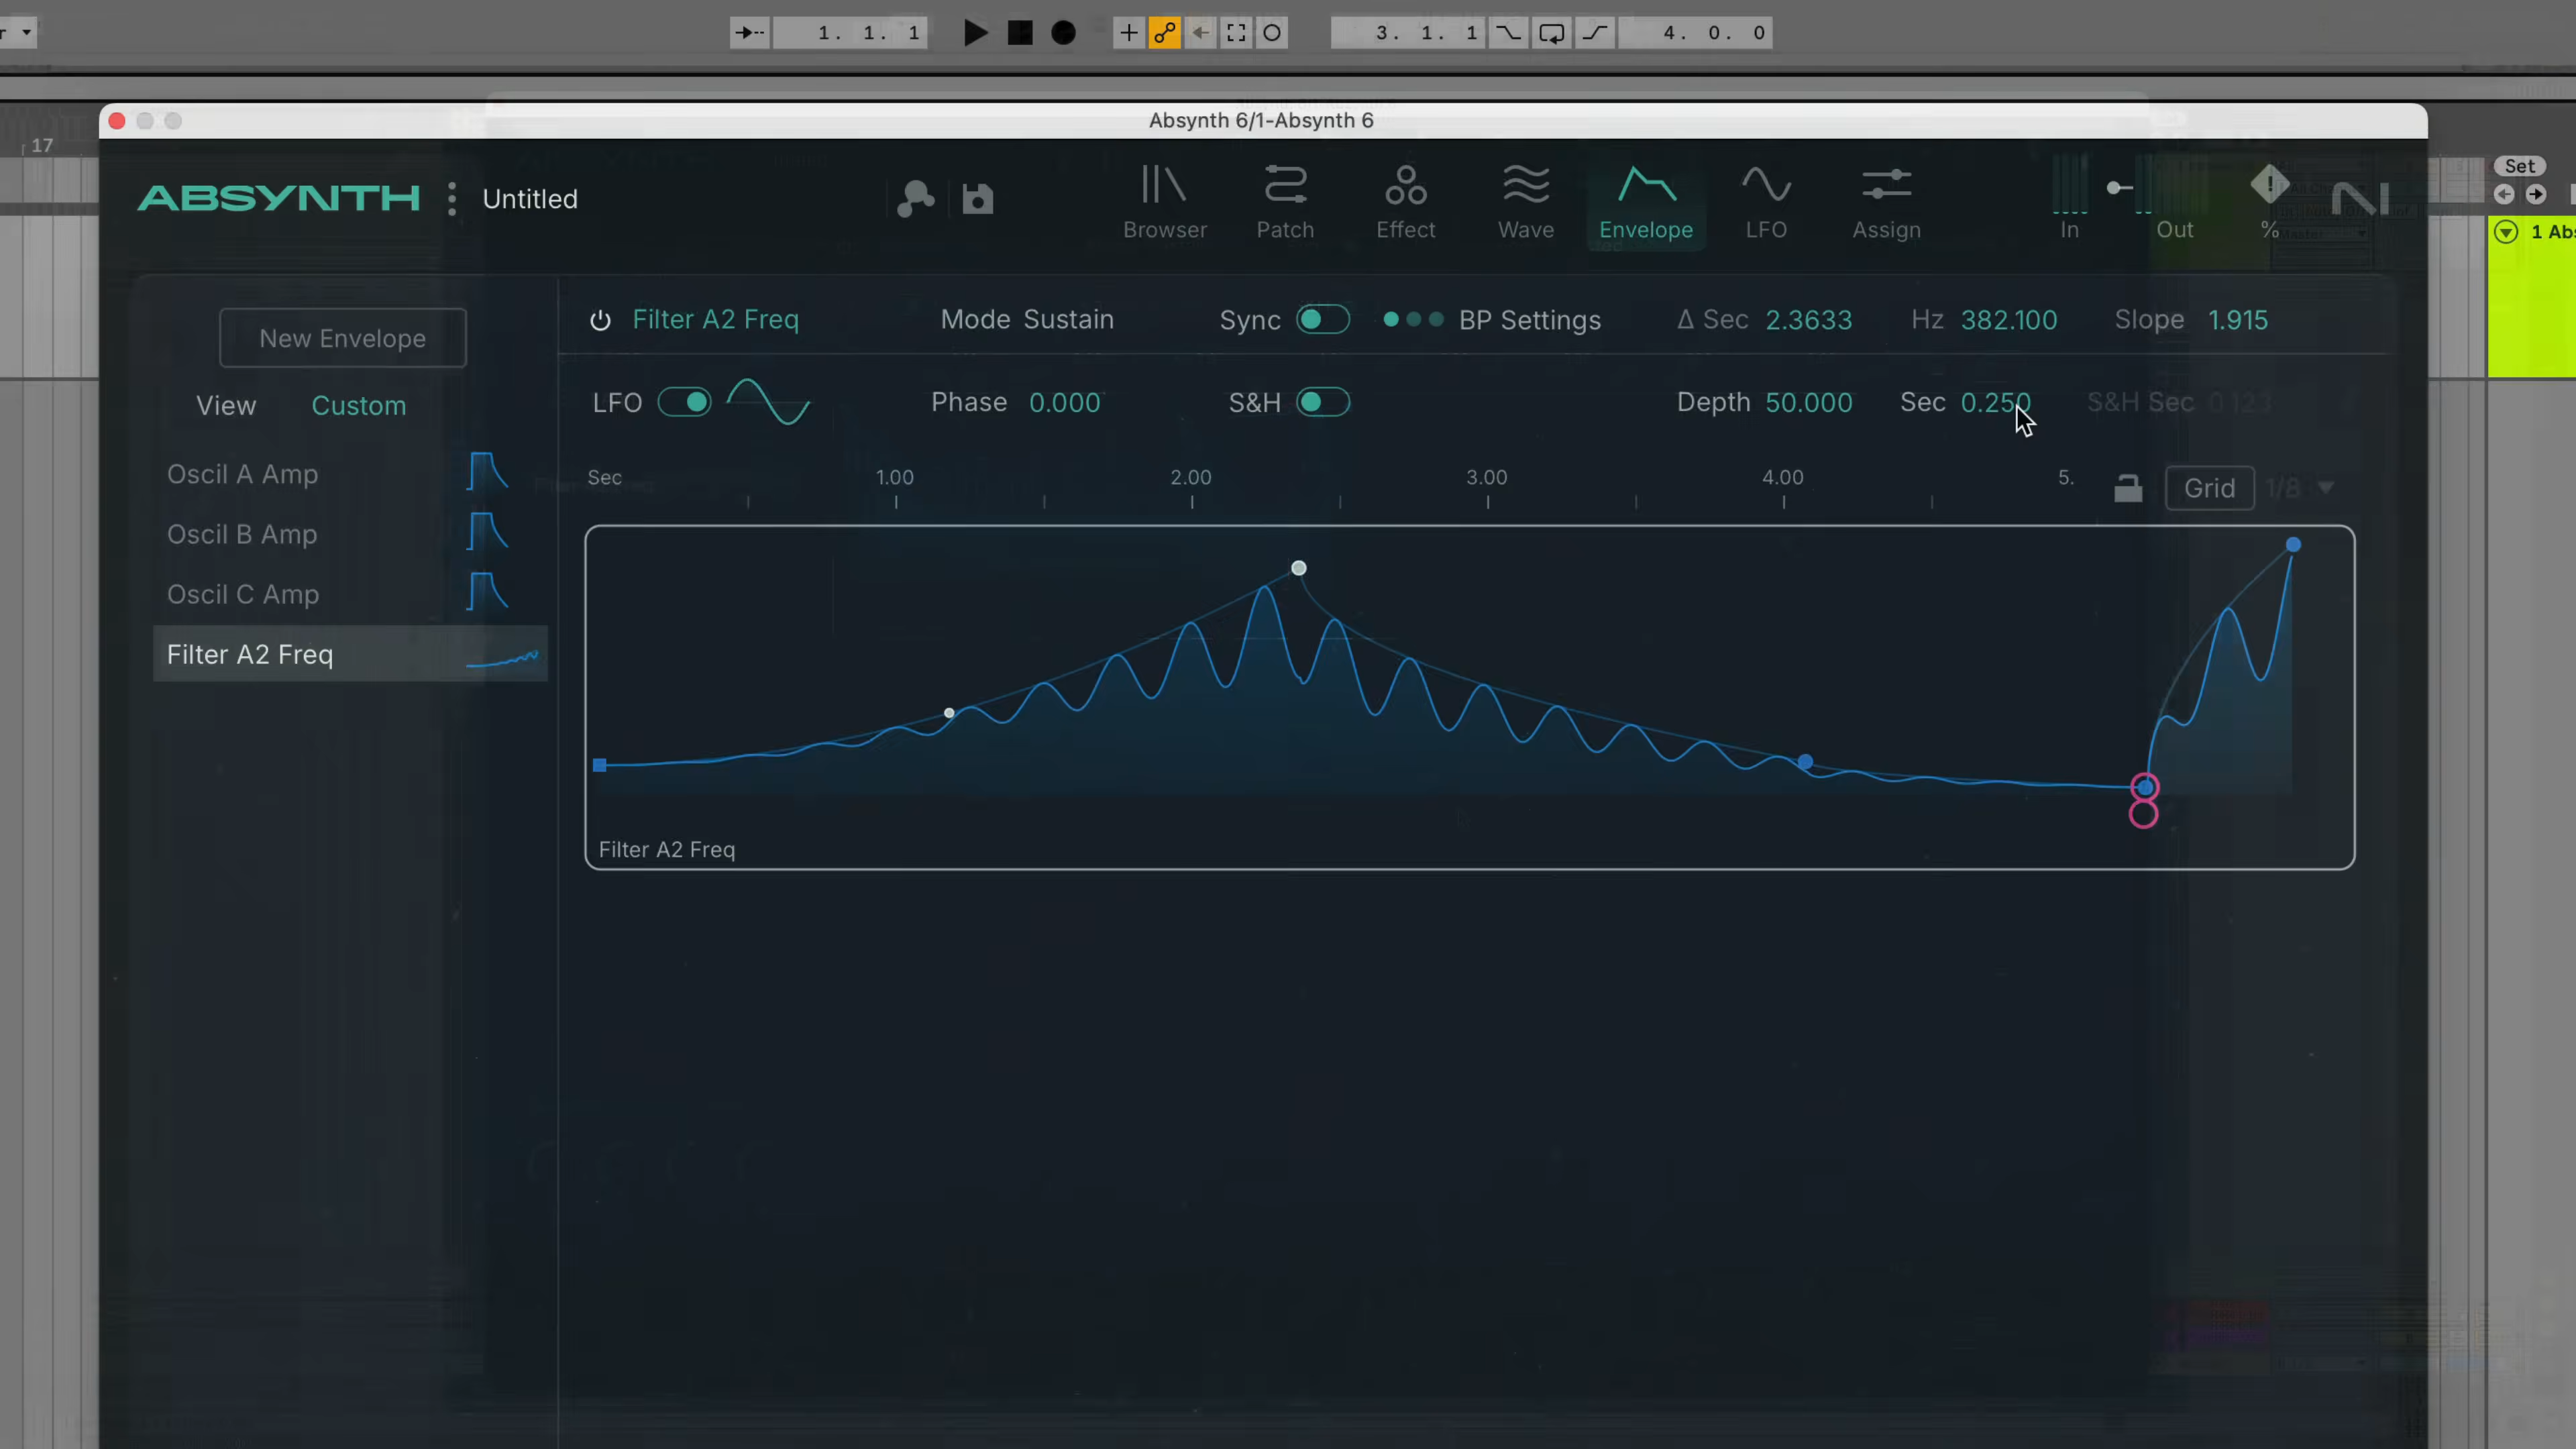 1. 1. 1
3. 1. 1
4. 0. 0
Absynth 6/1-Absynth 6
17
Set
ABSYNTH
Untitled
Browser
Patch
Effect
Wave
Envelope
LFO
Assign
In
Out
%
1 Abs
New Envelope
Filter A2 Freq
Mode Sustain
Sync
BP Settings
Δ Sec 2.3633
Hz 382.100
Slope 1.915
View
Custom
LFO
Phase 0.000
S&H
Depth 50.000
Sec 0.250
S&H Sec 0.123
Oscil A Amp
Oscil B Amp
Oscil C Amp
Filter A2 Freq
Sec
1.00
2.00
3.00
4.00
5.
Grid
1/8
Filter A2 Freq